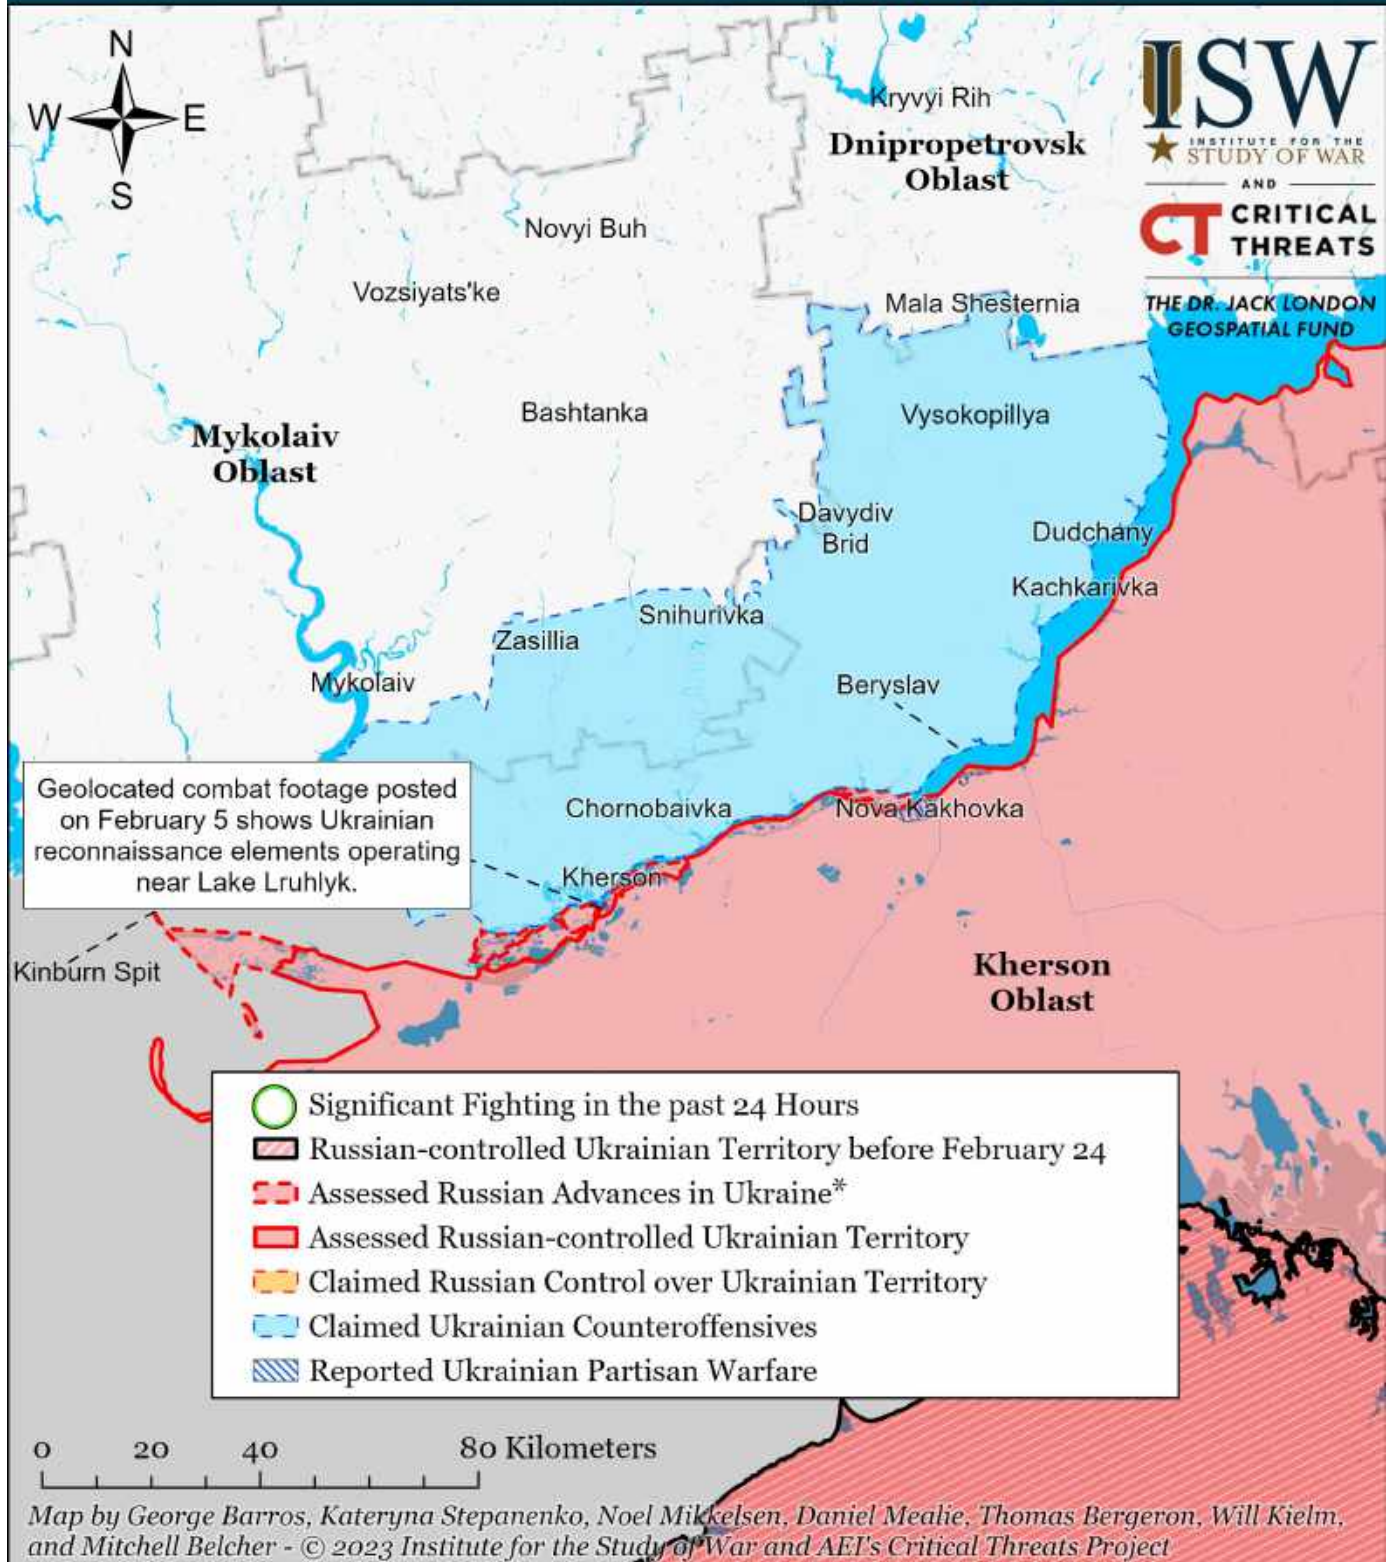 N
W E
S
ISW
INSTITUTE FOR THE
STUDY OF WAR
AND
CT CRITICAL
THREATS
THE DR. JACK LONDON
GEOSPATIAL FUND
Kryvyi Rih
Dnipropetrovsk
Oblast
Novyi Buh
Vozsiyats'ke
Mala Shesternia
Bashtanka
Vysokopillya
Mykolaiv
Oblast
Davydiv
Brid
Dudchany
Kachkarivka
Snihurivka
Zasillia
Mykolaiv
Beryslav
Geolocated combat footage posted
on February 5 shows Ukrainian
reconnaissance elements operating
near Lake Lruhlyk.
Chornobaivka
Nova Kakhovka
Kherson
Kinburn Spit
Kherson
Oblast
Significant Fighting in the past 24 Hours
Russian-controlled Ukrainian Territory before February 24
Assessed Russian Advances in Ukraine*
Assessed Russian-controlled Ukrainian Territory
Claimed Russian Control over Ukrainian Territory
Claimed Ukrainian Counteroffensives
Reported Ukrainian Partisan Warfare
0 20 40 80 Kilometers
Map by George Barros, Kateryna Stepanenko, Noel Mikkelsen, Daniel Mealie, Thomas Bergeron, Will Kielm,
and Mitchell Belcher - © 2023 Institute for the Study of War and AEI's Critical Threats Project